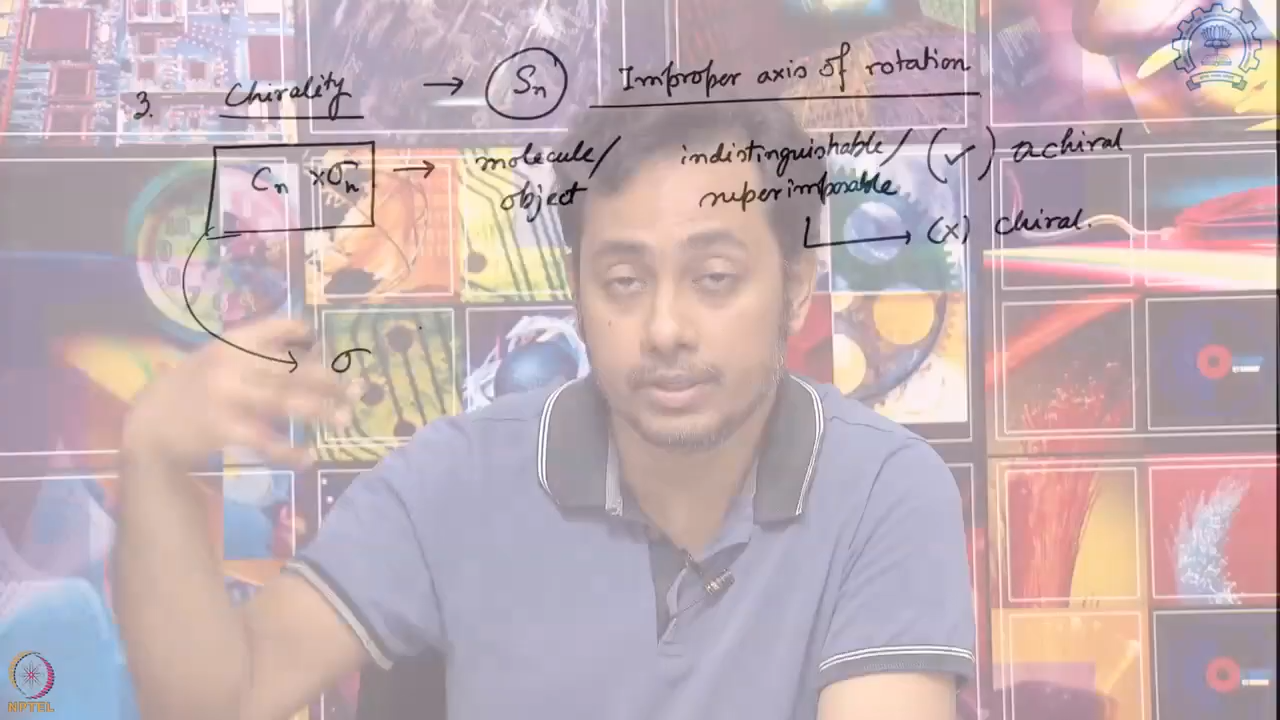 3. Chirality → Sn Improper axis of rotation
Cn × σh → molecule/ indistinguishable/ (✓) achiral
object superimposable
→ (×) chiral.
→ σ
NPTEL